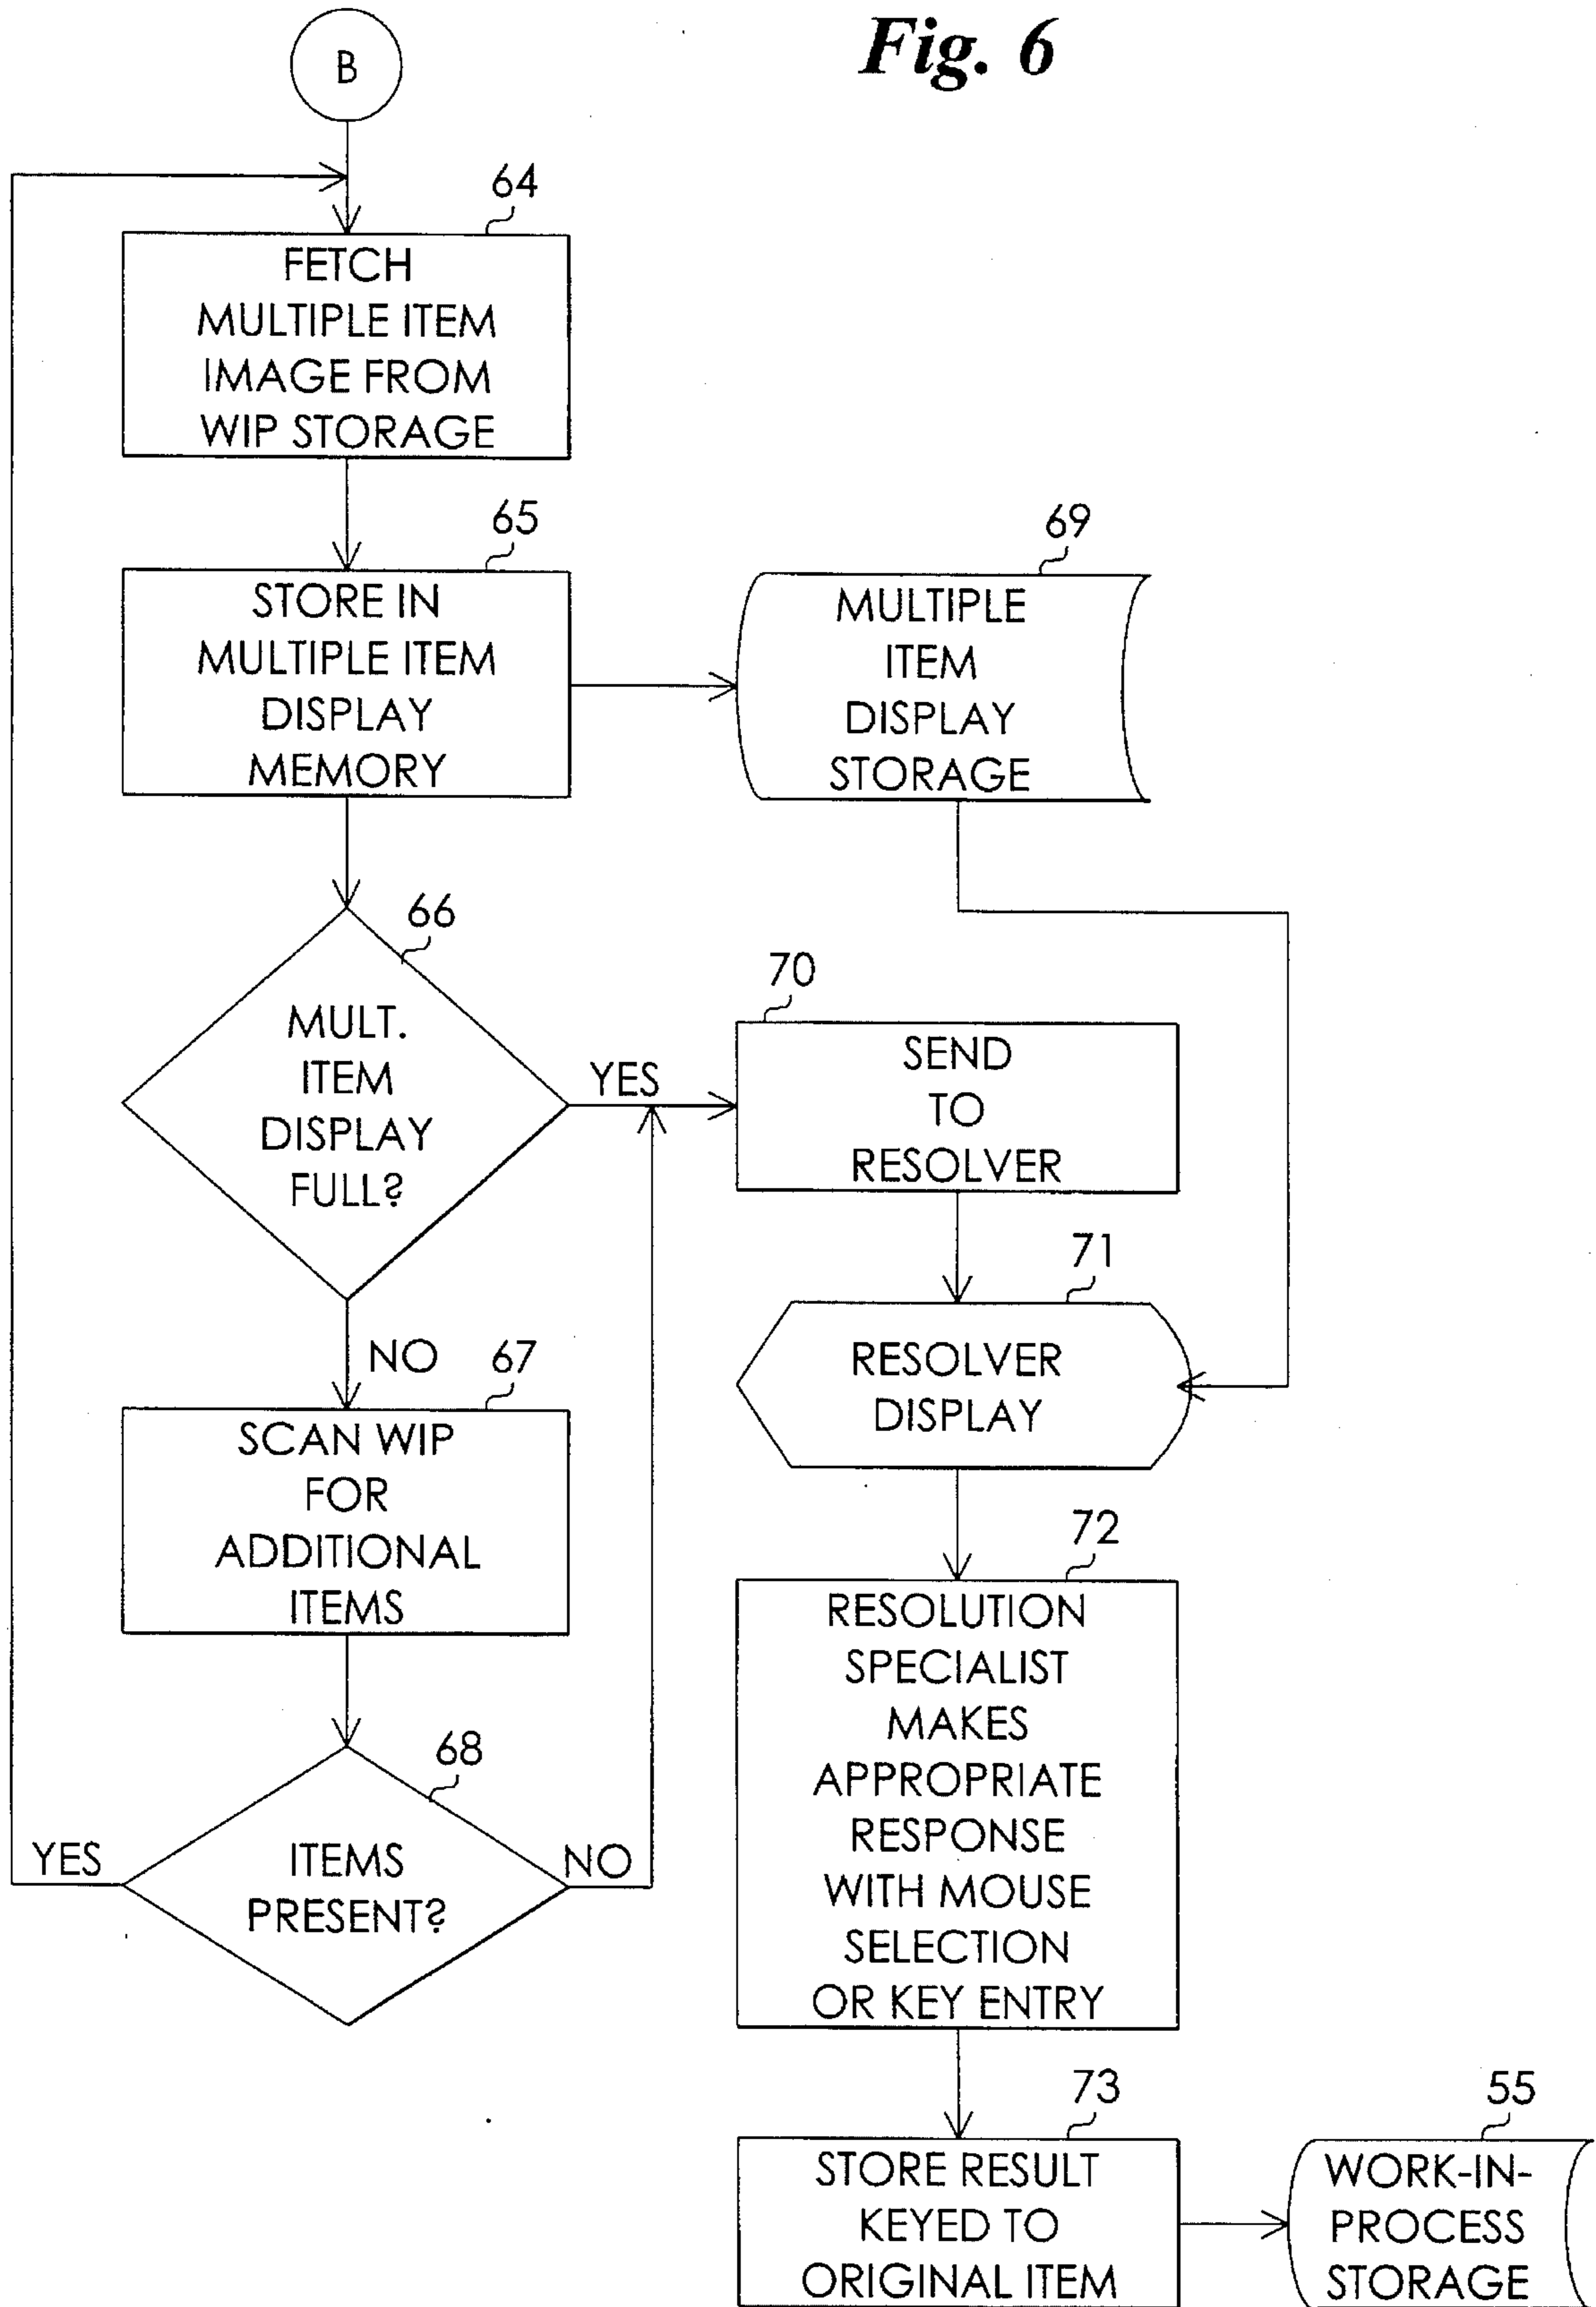 Fig. 6
B
64
FETCH
MULTIPLE ITEM
IMAGE FROM
WIP STORAGE
65
STORE IN
MULTIPLE ITEM
DISPLAY
MEMORY
69
MULTIPLE
ITEM
DISPLAY
STORAGE
66
MULT.
ITEM
DISPLAY
FULL?
YES
NO
70
SEND
TO
RESOLVER
71
RESOLVER
DISPLAY
67
SCAN WIP
FOR
ADDITIONAL
ITEMS
68
ITEMS
PRESENT?
YES
NO
72
RESOLUTION
SPECIALIST
MAKES
APPROPRIATE
RESPONSE
WITH MOUSE
SELECTION
OR KEY ENTRY
73
STORE RESULT
KEYED TO
ORIGINAL ITEM
55
WORK-IN-
PROCESS
STORAGE